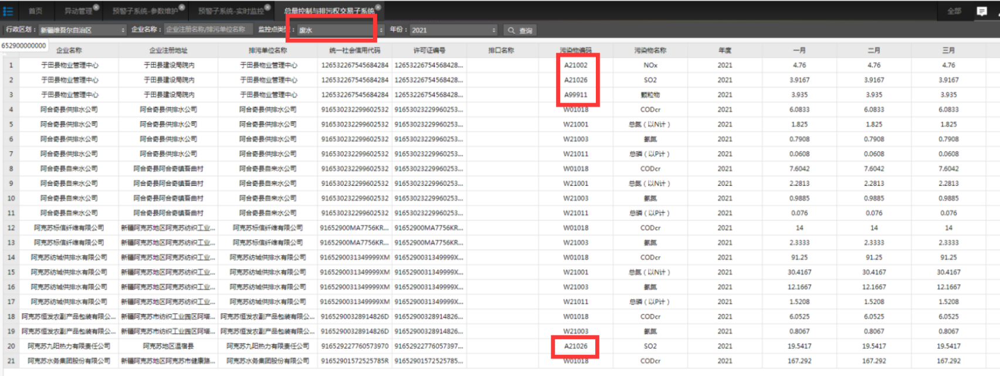 首页 异动管理 预警子系统-参数维护 预警子系统-实时监控 总量控制与排污权交易子系统 全部
行政区划： 新疆维吾尔自治区 企业名称： 企业注册名称/排污单位名称 监控点类型： 废水 年份： 2021 查询
652900000000
企业名称 企业注册地址 排污单位名称 统一社会信用代码 许可证编号 排口名称 污染物编码 污染物名称 年度 一月 二月 三月
1 于田县物业管理中心 于田县建设局院内 于田县物业管理中心 126532267545684284 12653226754568428... A21002 NOx 2021 4.76 4.76 4.76
2 于田县物业管理中心 于田县建设局院内 于田县物业管理中心 126532267545684284 12653226754568428... A21026 SO2 2021 3.9167 3.9167 3.9167
3 于田县物业管理中心 于田县建设局院内 于田县物业管理中心 126532267545684284 12653226754568428... A99911 颗粒物 2021 3.935 3.935 3.935
4 阿合奇县供排水公司 阿合奇县供排水公司 阿合奇县供排水公司 916530232299602532 91653023229960253... W01018 CODcr 2021 6.0833 6.0833 6.0833
5 阿合奇县供排水公司 阿合奇县供排水公司 阿合奇县供排水公司 916530232299602532 91653023229960253... W21001 总氮（以N计） 2021 1.825 1.825 1.825
6 阿合奇县供排水公司 阿合奇县供排水公司 阿合奇县供排水公司 916530232299602532 91653023229960253... W21003 氨氮 2021 0.7908 0.7908 0.7908
7 阿合奇县供排水公司 阿合奇县供排水公司 阿合奇县供排水公司 916530232299602532 91653023229960253... W21011 总磷（以P计） 2021 0.0608 0.0608 0.0608
8 阿合奇县自来水公司 阿合奇县阿合奇镇吾曲村 阿合奇县自来水公司 916530232299602532 91653023229960253... W01018 CODcr 2021 7.6042 7.6042 7.6042
9 阿合奇县自来水公司 阿合奇县阿合奇镇吾曲村 阿合奇县自来水公司 916530232299602532 91653023229960253... W21001 总氮（以N计） 2021 2.2813 2.2813 2.2813
10 阿合奇县自来水公司 阿合奇县阿合奇镇吾曲村 阿合奇县自来水公司 916530232299602532 91653023229960253... W21003 氨氮 2021 0.9885 0.9885 0.9885
11 阿合奇县自来水公司 阿合奇县阿合奇镇吾曲村 阿合奇县自来水公司 916530232299602532 91653023229960253... W21011 总磷（以P计） 2021 0.076 0.076 0.076
12 阿克苏标信纤维有限公司 新疆阿克苏地区阿克苏纺织工业... 阿克苏标信纤维有限公司 91652900MA7756KR... 91652900MA7756KR... W01018 CODcr 2021 14 14 14
13 阿克苏标信纤维有限公司 新疆阿克苏地区阿克苏纺织工业... 阿克苏标信纤维有限公司 91652900MA7756KR... 91652900MA7756KR... W21003 氨氮 2021 2.3333 2.3333 2.3333
14 阿克苏纺城供排水有限公司 新疆阿克苏地区阿克苏纺织工业... 阿克苏纺城供排水有限公司 9165290031349999XM 9165290031349999X... W01018 CODcr 2021 91.25 91.25 91.25
15 阿克苏纺城供排水有限公司 新疆阿克苏地区阿克苏纺织工业... 阿克苏纺城供排水有限公司 9165290031349999XM 9165290031349999X... W21001 总氮（以N计） 2021 30.4167 30.4167 30.4167
16 阿克苏纺城供排水有限公司 新疆阿克苏地区阿克苏纺织工业... 阿克苏纺城供排水有限公司 9165290031349999XM 9165290031349999X... W21003 氨氮 2021 12.1667 12.1667 12.1667
17 阿克苏纺城供排水有限公司 新疆阿克苏地区阿克苏纺织工业... 阿克苏纺城供排水有限公司 9165290031349999XM 9165290031349999X... W21011 总磷（以P计） 2021 1.5208 1.5208 1.5208
18 阿克苏恒发农副产品包装有限公... 新疆阿克苏市纺织工业园区阿塔... 阿克苏恒发农副产品包装有限公... 91652900328914826D 91652900328914826... W01018 CODcr 2021 6.0525 6.0525 6.0525
19 阿克苏恒发农副产品包装有限公... 新疆阿克苏市纺织工业园区阿塔... 阿克苏恒发农副产品包装有限公... 91652900328914826D 91652900328914826... W21003 氨氮 2021 0.8067 0.8067 0.8067
20 阿克苏九阳热力有限责任公司 阿克苏地区温宿县 阿克苏九阳热力有限责任公司 916529227760573970 91652922776057397... A21026 SO2 2021 19.5417 19.5417 19.5417
21 阿克苏水务集团股份有限公司 新疆阿克苏地区阿克苏市健康路... 阿克苏水务集团股份有限公司 91652901572525785R 91652901572525785... W01018 CODcr 2021 167.292 167.292 167.292